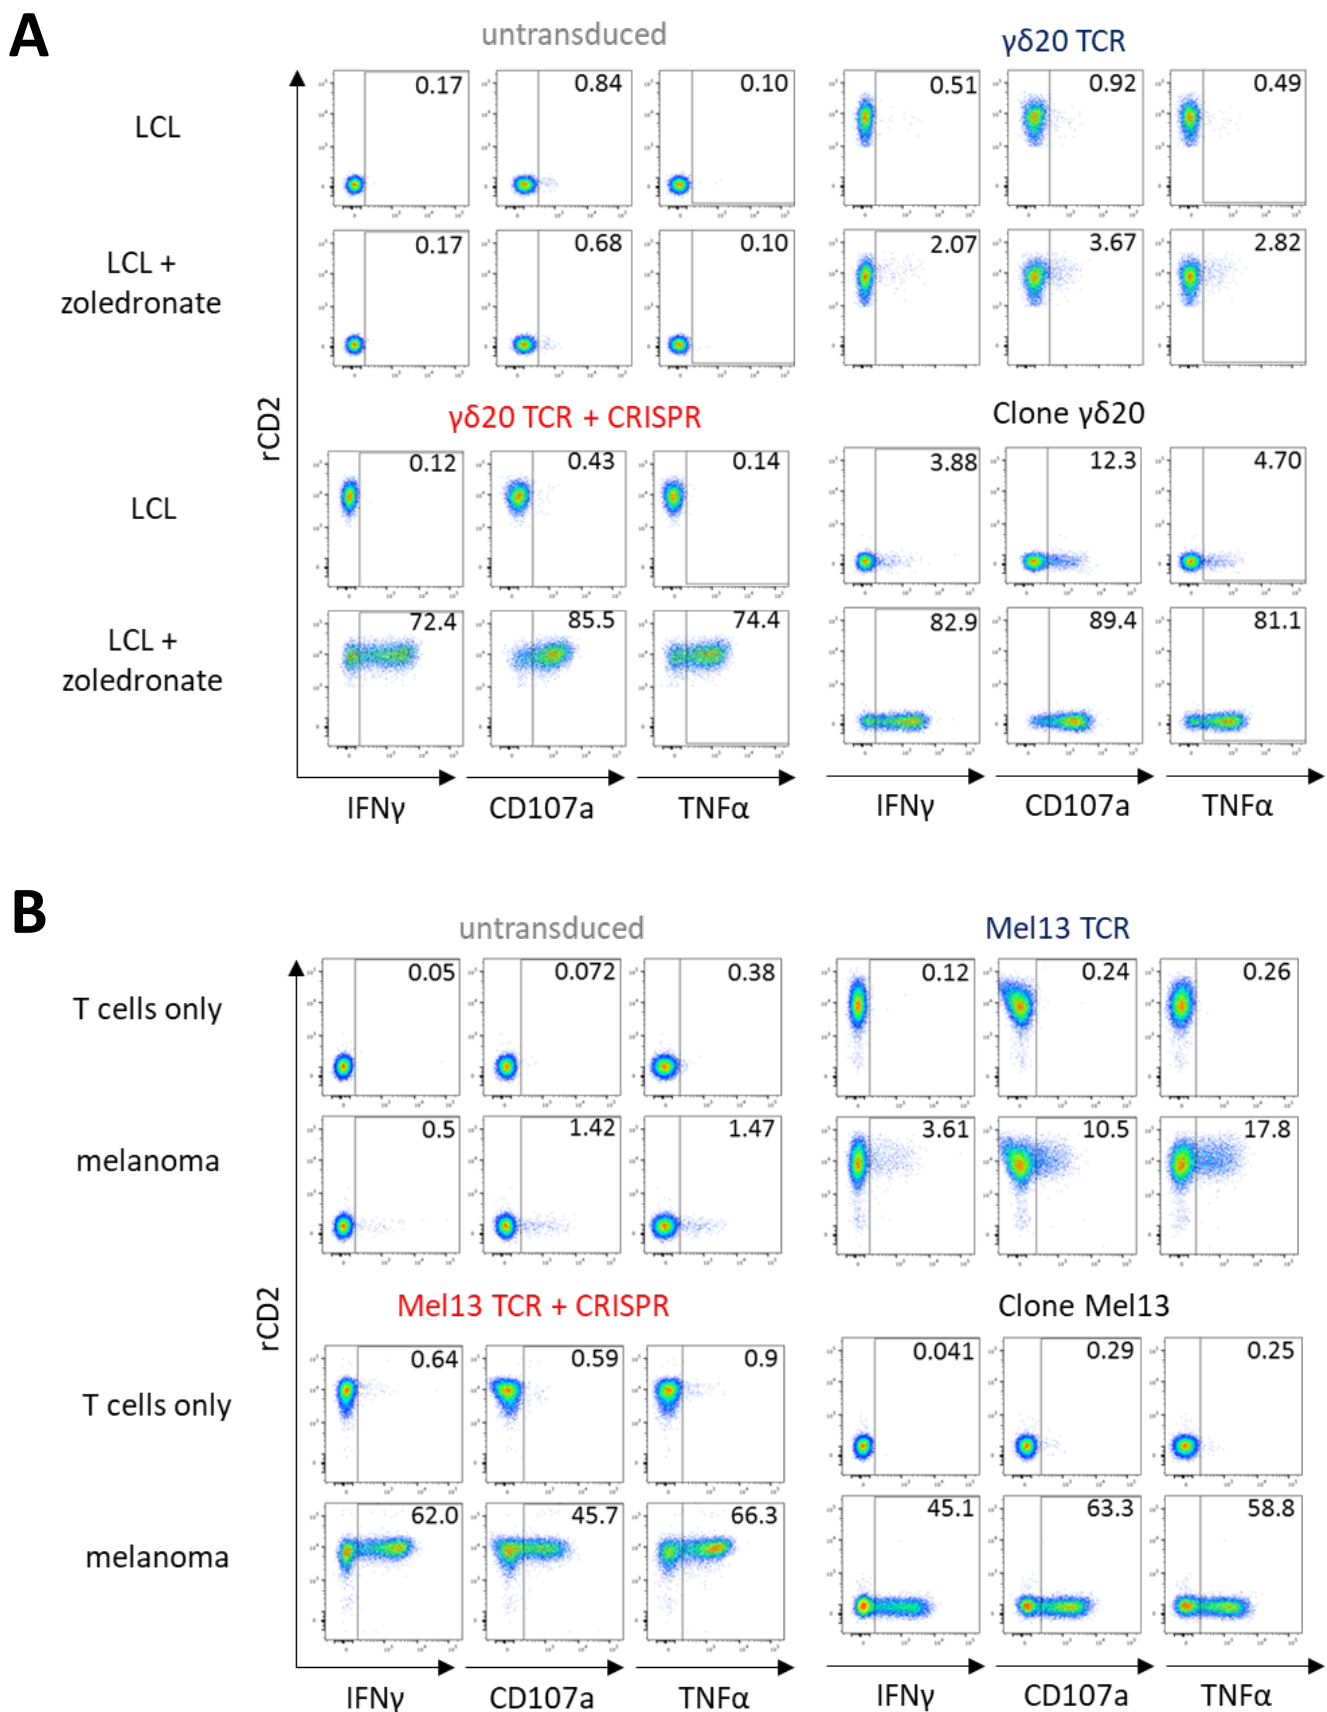 A
untransduced
γδ20 TCR
LCL
0.17
0.84
0.10
0.51
0.92
0.49
LCL +
zoledronate
0.17
0.68
0.10
2.07
3.67
2.82
rCD2
γδ20 TCR + CRISPR
Clone γδ20
LCL
0.12
0.43
0.14
3.88
12.3
4.70
LCL +
zoledronate
72.4
85.5
74.4
82.9
89.4
81.1
IFNγ
CD107a
TNFα
IFNγ
CD107a
TNFα
B
untransduced
Mel13 TCR
T cells only
0.05
0.072
0.38
0.12
0.24
0.26
melanoma
0.5
1.42
1.47
3.61
10.5
17.8
rCD2
Mel13 TCR + CRISPR
Clone Mel13
T cells only
0.64
0.59
0.9
0.041
0.29
0.25
melanoma
62.0
45.7
66.3
45.1
63.3
58.8
IFNγ
CD107a
TNFα
IFNγ
CD107a
TNFα